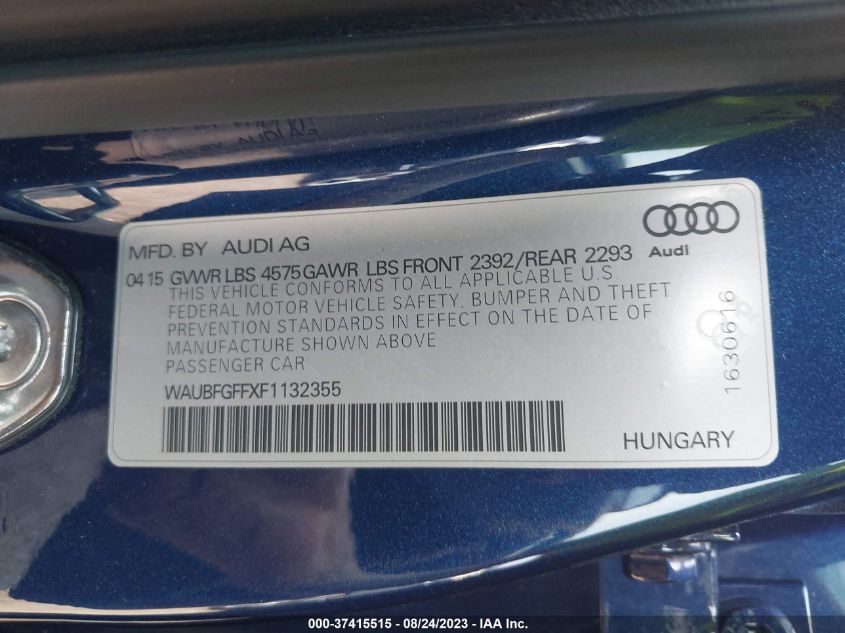 MFD. BY AUDI AG
Audi
04 15 GVWR LBS 4575 GAWR LBS FRONT 2392/REAR 2293
THIS VEHICLE CONFORMS TO ALL APPLICABLE U.S.
FEDERAL MOTOR VEHICLE SAFETY, BUMPER AND THEFT
PREVENTION STANDARDS IN EFFECT ON THE DATE OF
MANUFACTURE SHOWN ABOVE
PASSENGER CAR
WAUBFGFFXF1132355
HUNGARY
1630616
000-37415515 - 08/24/2023 - IAA Inc.